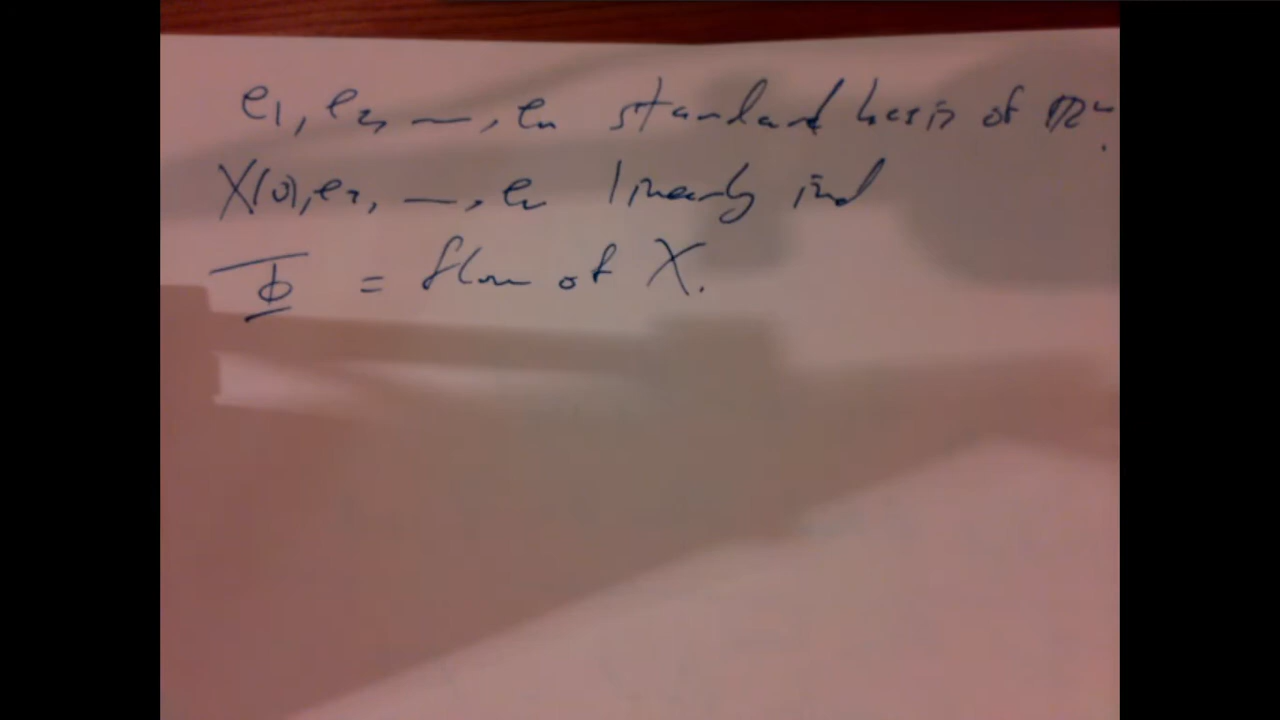 e₁, e₂, —, eₙ standard basis of ℝⁿ.
X(0), e₂, —, eₙ linearly ind
Φ = flow of X.